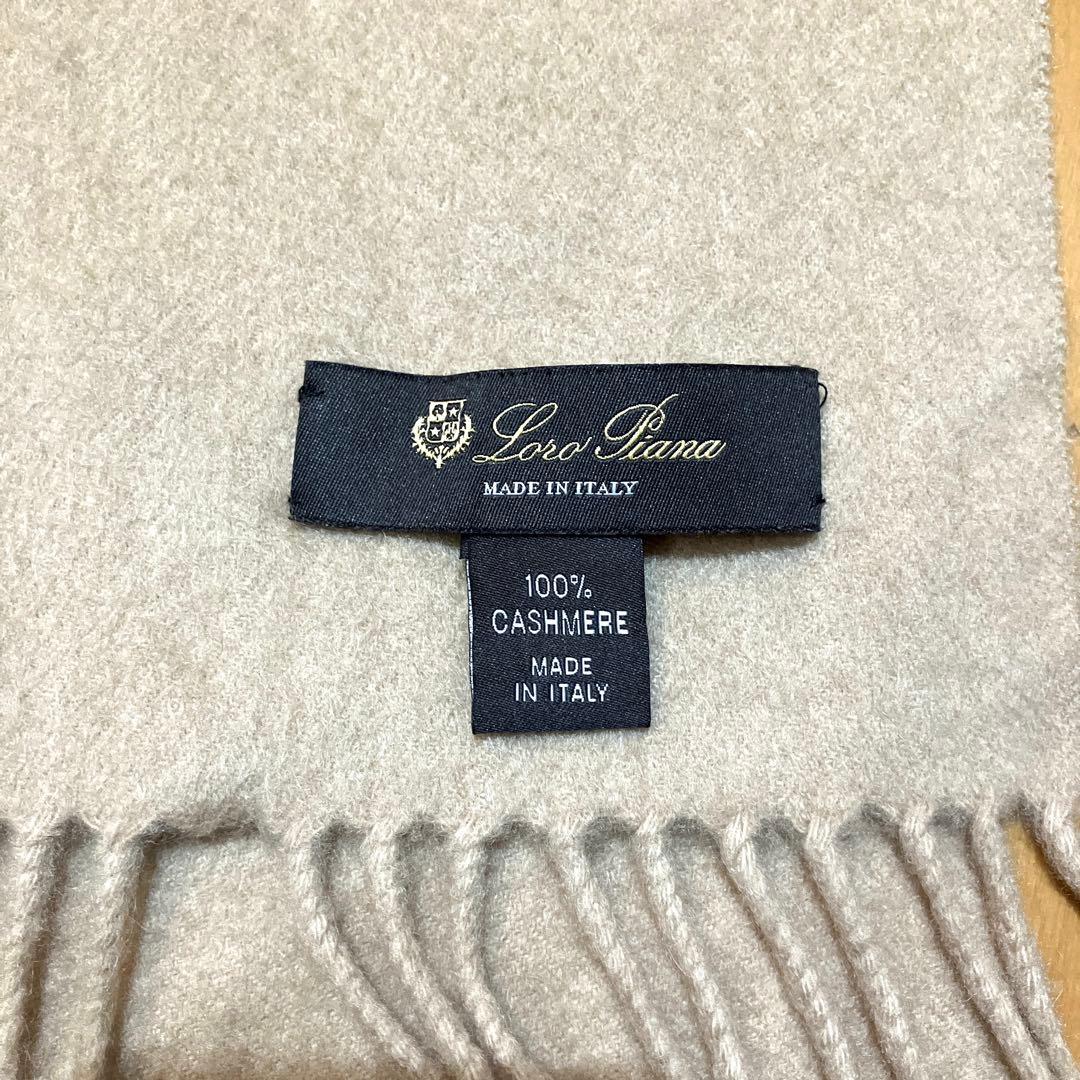 Loro Piana
MADE IN ITALY
100%
CASHMERE
MADE
IN ITALY